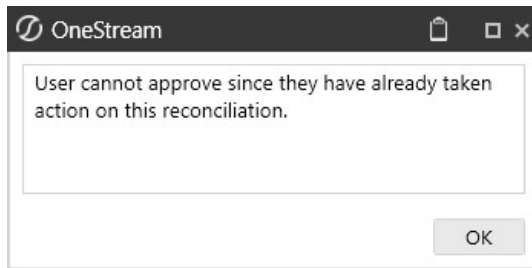 OneStream
User cannot approve since they have already taken
action on this reconciliation.
OK